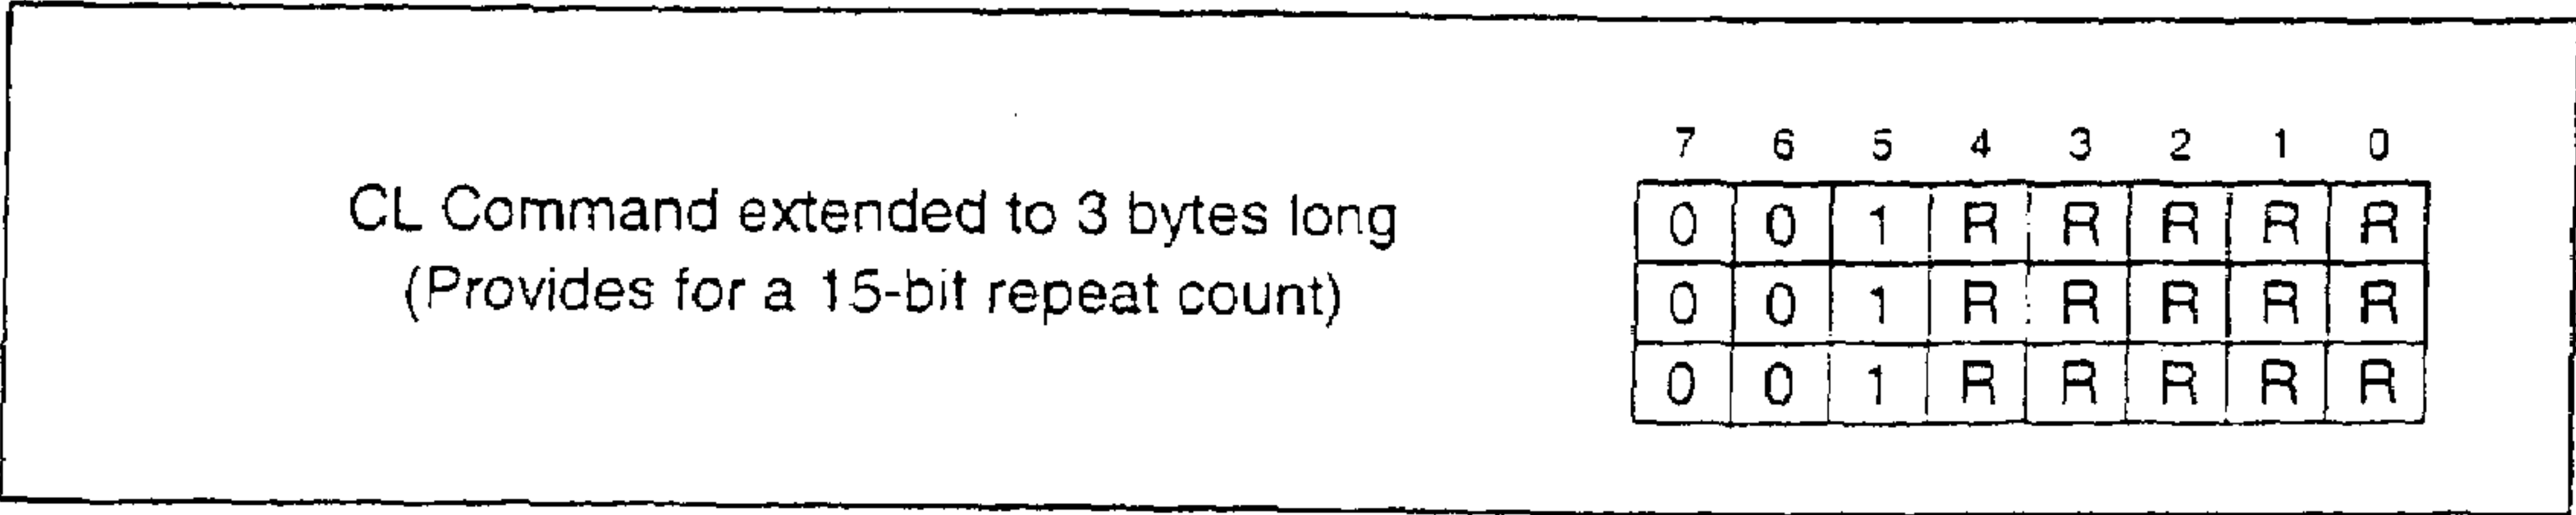 CL Command extended to 3 bytes long
(Provides for a 15-bit repeat count)
7 6 5 4 3 2 1 0
0 0 1 R R R R R
0 0 1 R R R R R
0 0 1 R R R R R